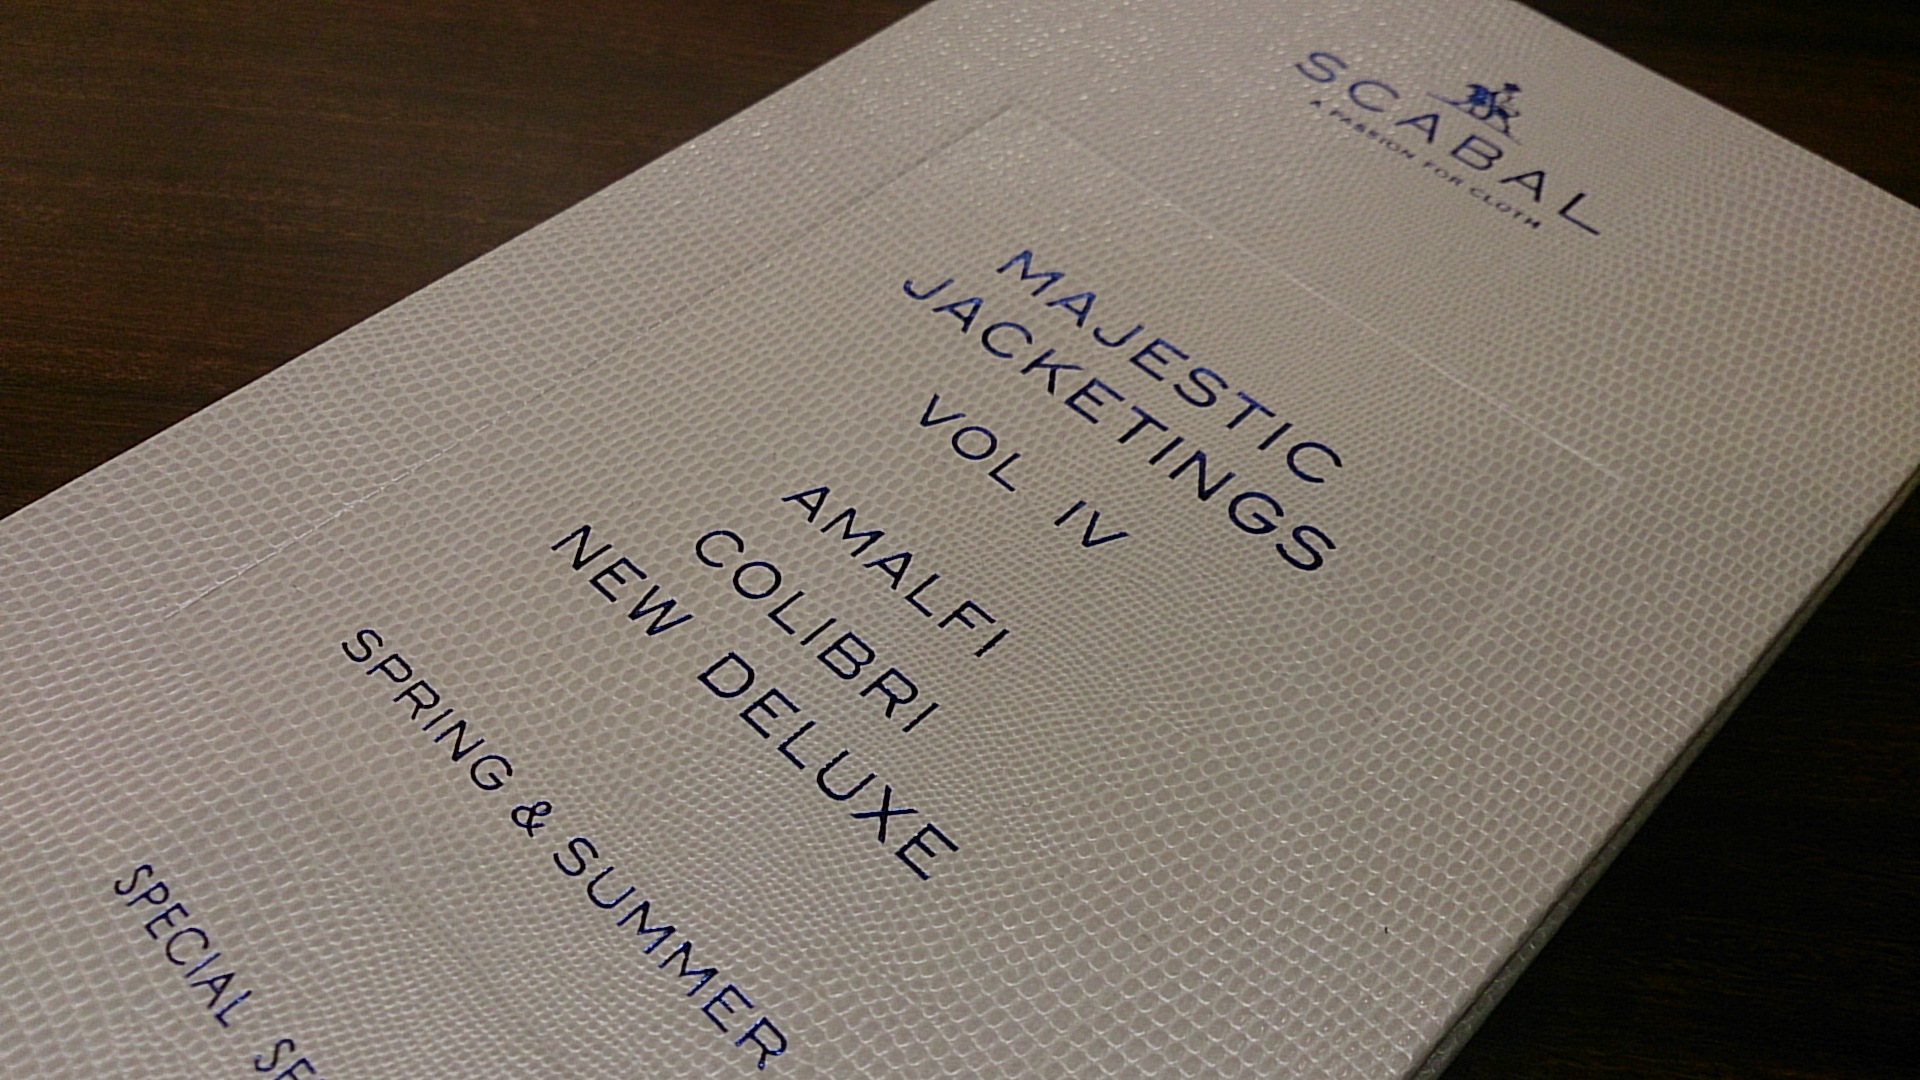 SCABAL
A PASSION FOR CLOTH
MAJESTIC
JACKETINGS
VOL IV
AMALFI
COLIBRI
NEW DELUXE
SPRING & SUMMER
SPECIAL